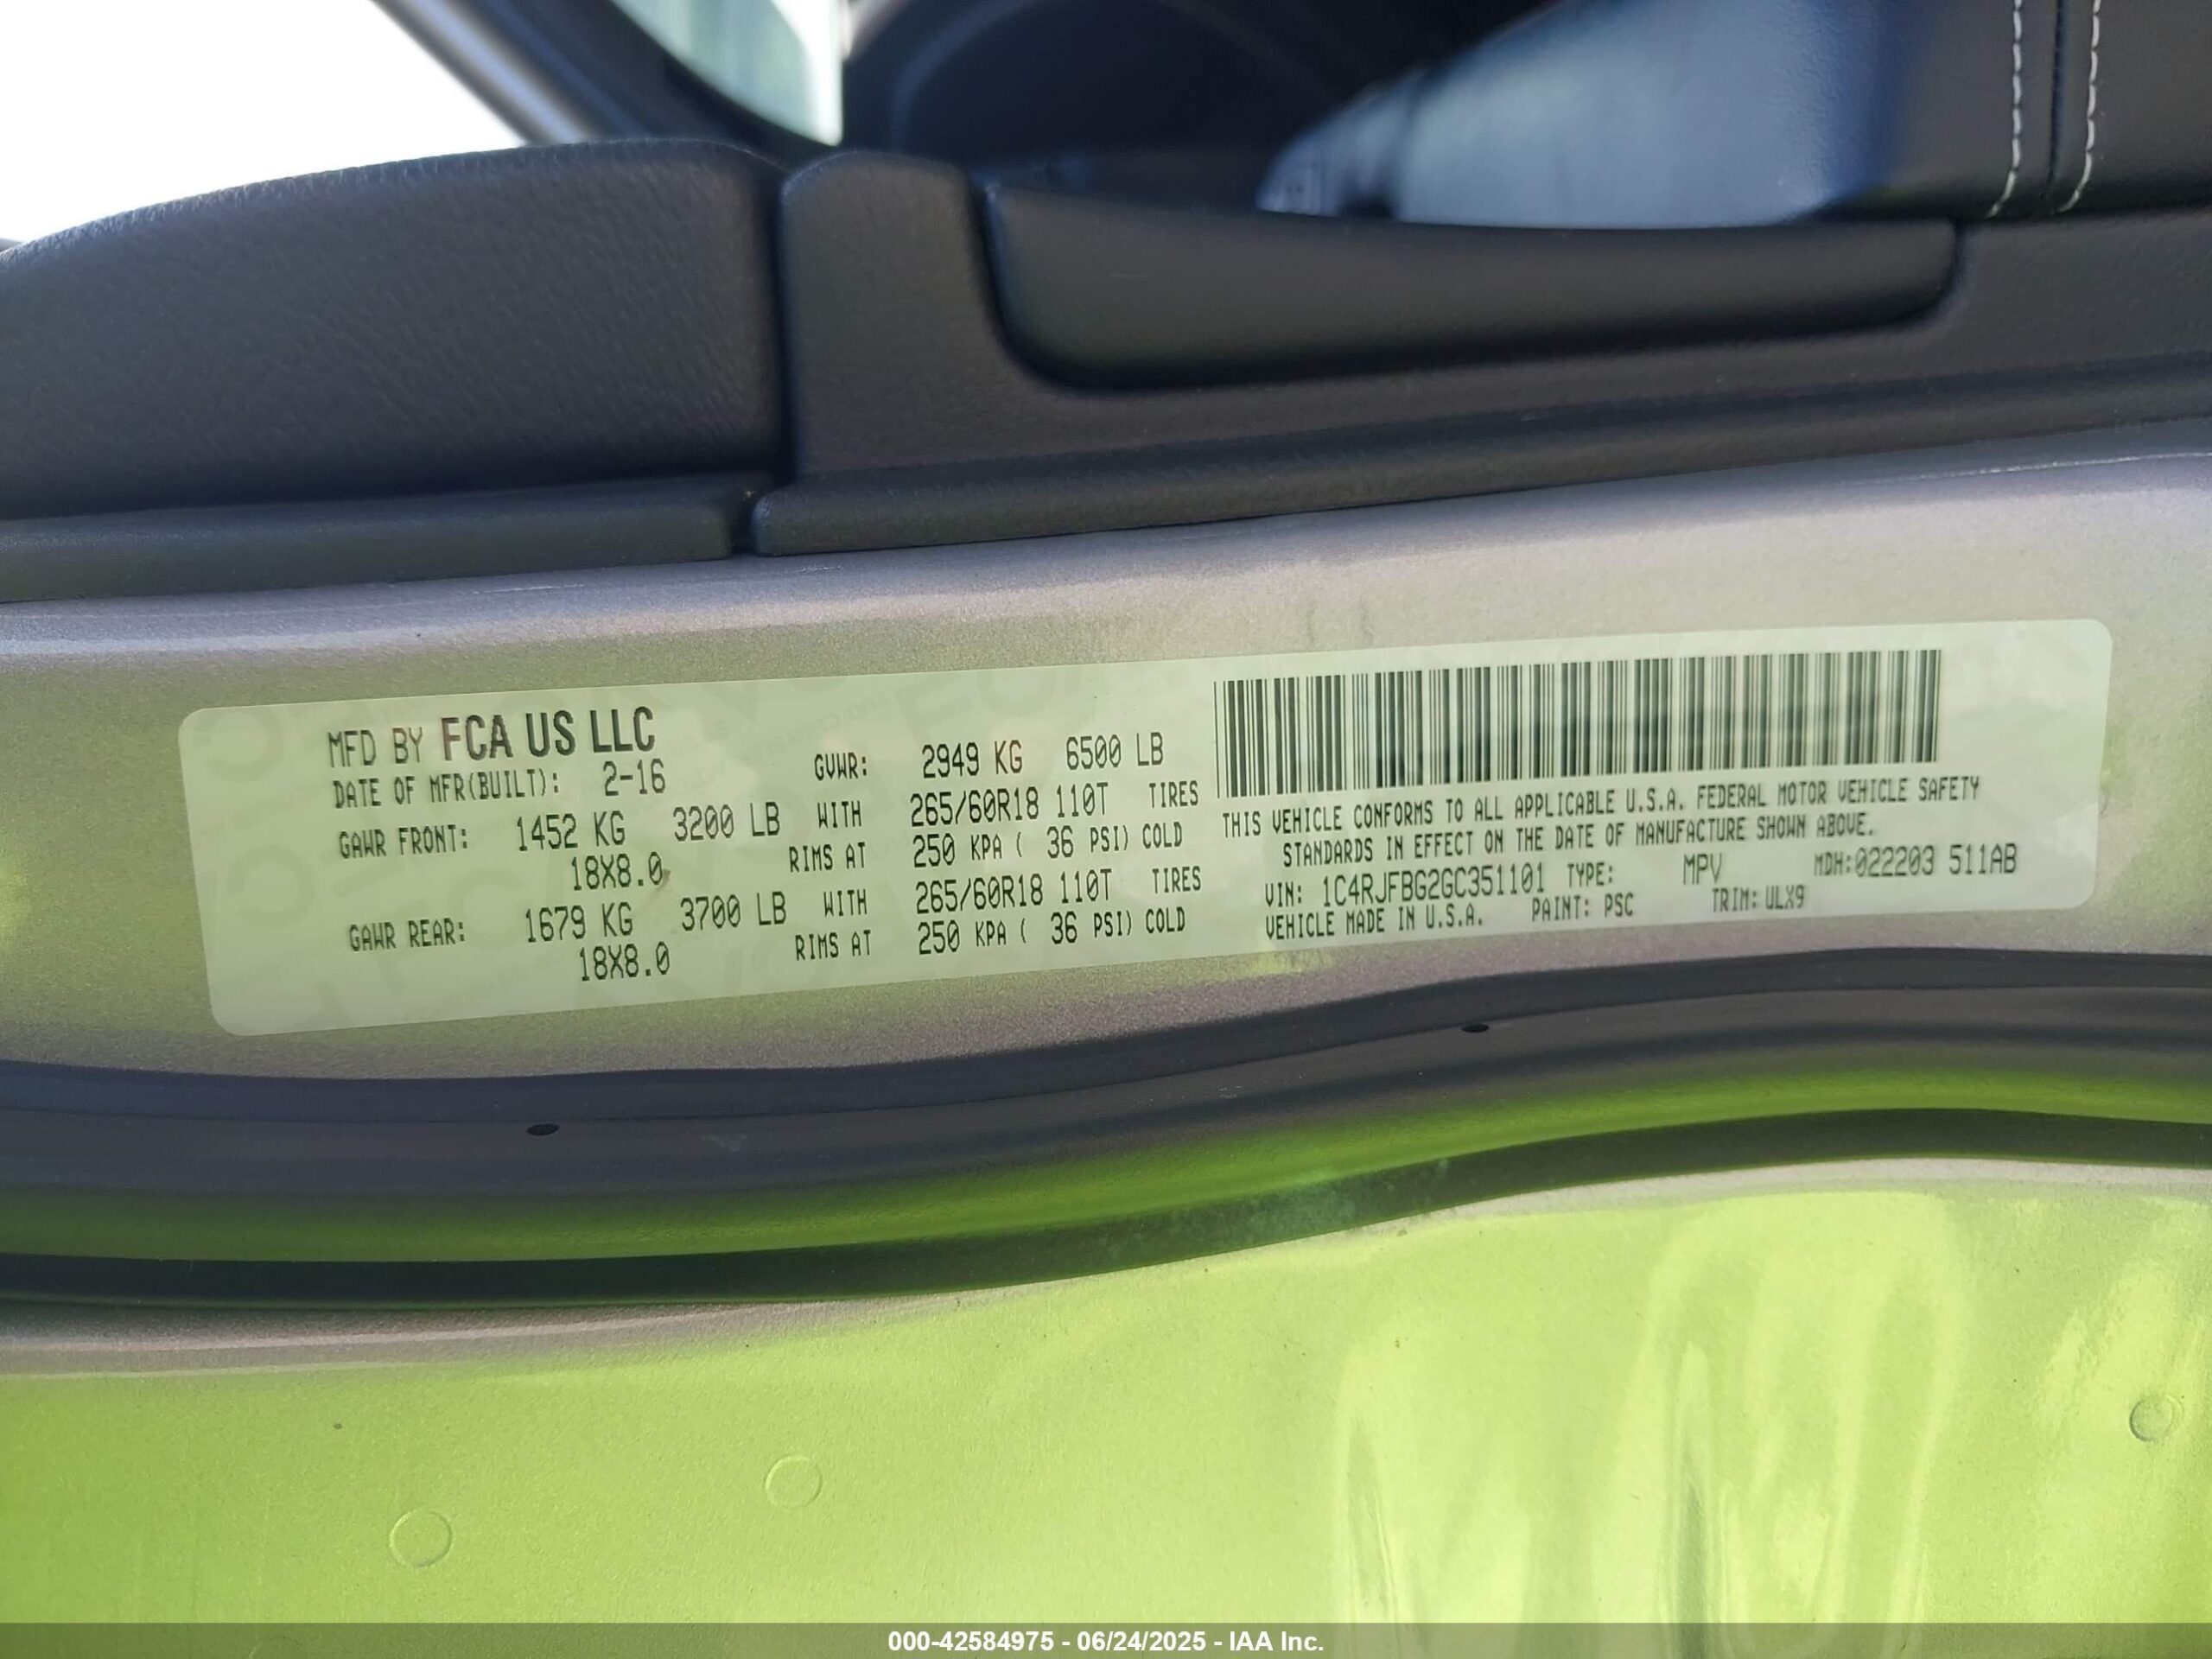 MFD BY FCA US LLC
DATE OF MFR(BUILT): 2-16 GVWR: 2949 KG 6500 LB
GAWR FRONT: 1452 KG 3200 LB WITH 265/60R18 110T TIRES
18X8.0 RIMS AT 250 KPA ( 36 PSI) COLD
GAWR REAR: 1679 KG 3700 LB WITH 265/60R18 110T TIRES
18X8.0 RIMS AT 250 KPA ( 36 PSI) COLD
THIS VEHICLE CONFORMS TO ALL APPLICABLE U.S.A. FEDERAL MOTOR VEHICLE SAFETY
STANDARDS IN EFFECT ON THE DATE OF MANUFACTURE SHOWN ABOVE.
VIN: 1C4RJFBG2GC351101 TYPE: MPV MDH:022203 511AB
VEHICLE MADE IN U.S.A. PAINT: PSC TRIM: ULX9
000-42584975 - 06/24/2025 - IAA Inc.